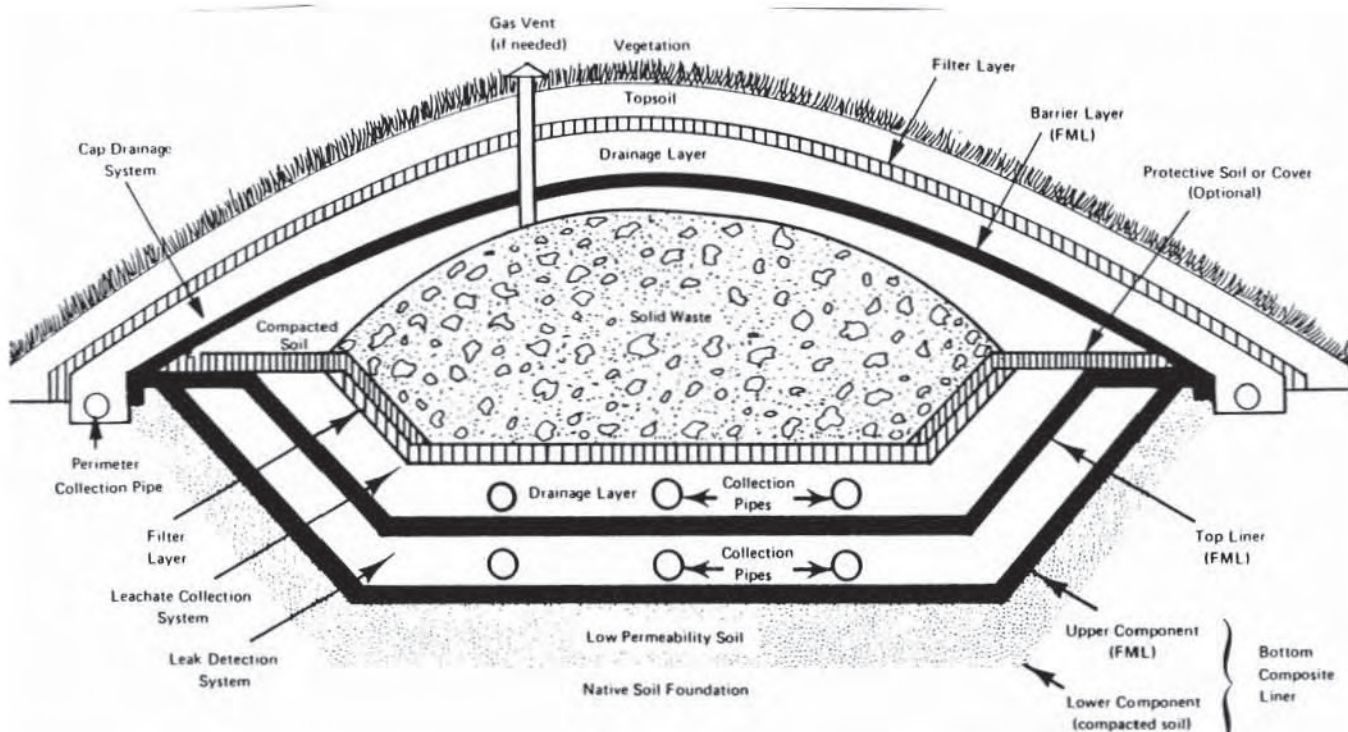 Gas Vent
(if needed)
Vegetation
Filter Layer
Topsoil
Barrier Layer
(FML)
Cap Drainage
System
Drainage Layer
Protective Soil or Cover
(Optional)
Compacted
Soil
Solid Waste
Perimeter
Collection Pipe
Drainage Layer
Collection
Pipes
Filter
Layer
Top Liner
(FML)
Collection
Pipes
Leachate Collection
System
Low Permeability Soil
Upper Component
(FML)
Leak Detection
System
Bottom
Composite
Liner
Native Soil Foundation
Lower Component
(compacted soil)